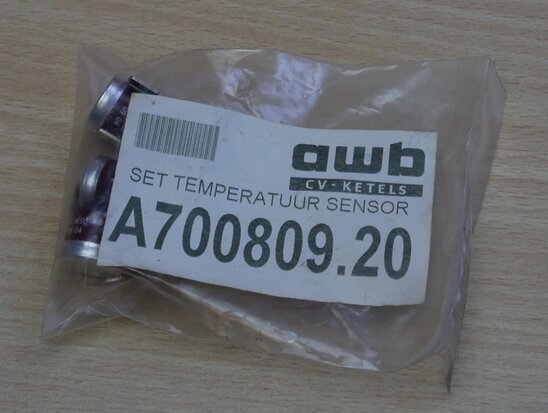 awb
CV-KETELS
SET TEMPERATUUR SENSOR
A700809.20